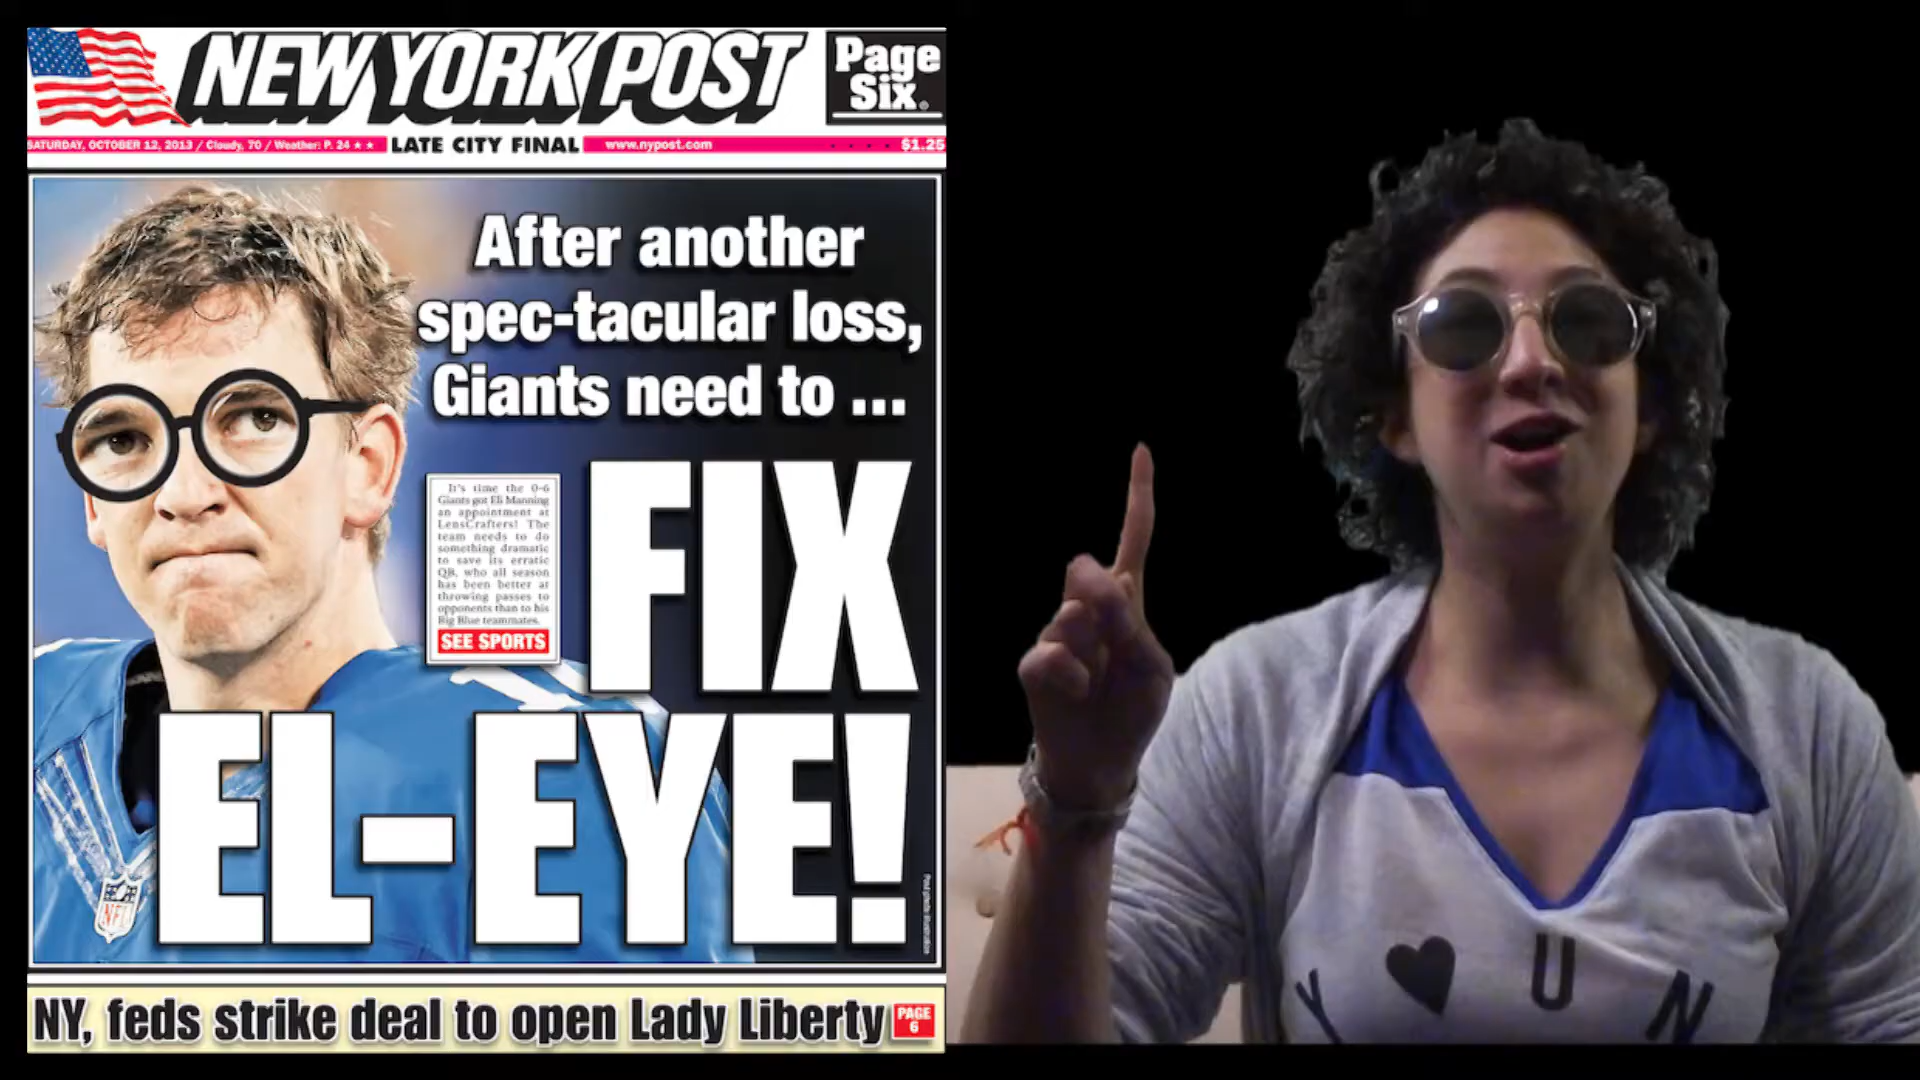 NEW YORK POST
Page
Six®
SATURDAY, OCTOBER 12, 2013 / Cloudy, 70 / Weather: P. 24 ★ ★
LATE CITY FINAL
www.nypost.com
$1.25
After another
spec-tacular loss,
Giants need to ...
It's time the 0-6
Giants got Eli Manning
an appointment at
LensCrafters! The
team needs to do
something dramatic
to save its erratic
QB, who all season
has been better at
throwing passes to
opponents than to his
Big Blue teammates.
SEE SPORTS
FIX
EL-EYE!
NFL
NY, feds strike deal to open Lady Liberty
PAGE
6
Y ♥ U N